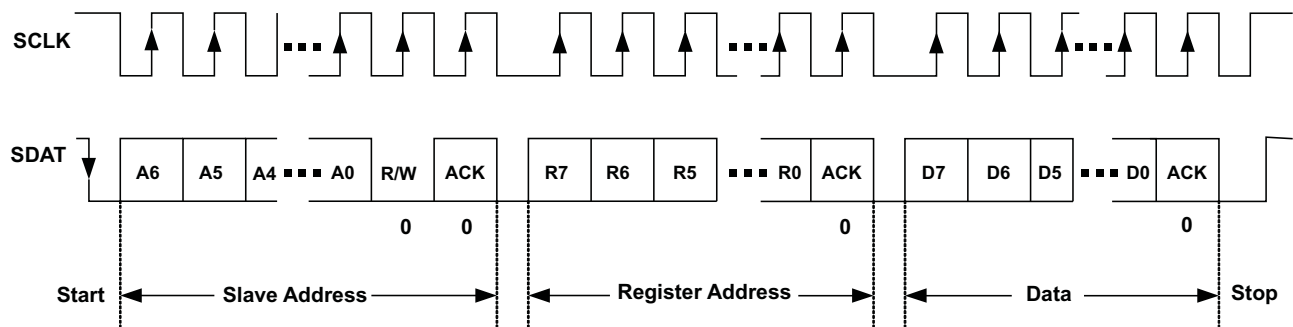 SCLK
SDAT
A6 A5 A4 A0 R/W ACK R7 R6 R5 R0 ACK D7 D6 D5 D0 ACK
0 0 0 0
Start Slave Address Register Address Data Stop